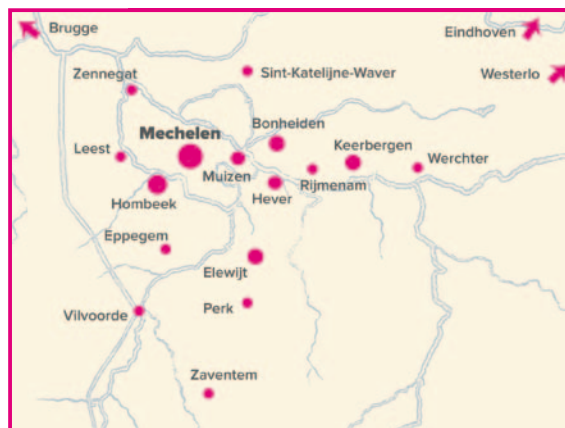 Brugge
Eindhoven
Zennegat
Sint-Katelijne-Waver
Westerlo
Mechelen
Bonheiden
Leest
Keerbergen
Werchter
Muizen
Rijmenam
Hombeek
Hever
Eppegem
Elewijt
Vilvoorde
Perk
Zaventem